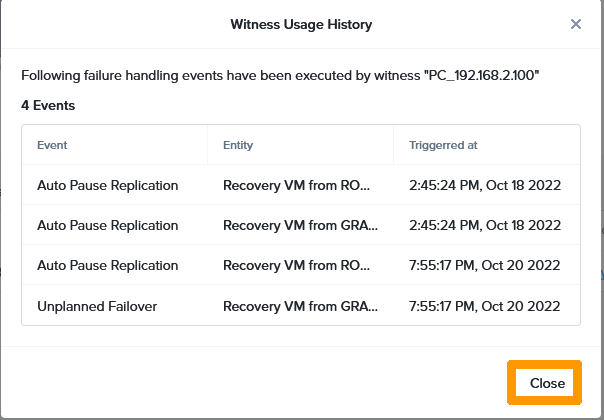 Witness Usage History
Following failure handling events have been executed by witness "PC_192.168.2.100"
4 Events
Event Entity Triggerred at
Auto Pause Replication Recovery VM from RO... 2:45:24 PM, Oct 18 2022
Auto Pause Replication Recovery VM from GRA... 2:45:24 PM, Oct 18 2022
Auto Pause Replication Recovery VM from RO... 7:55:17 PM, Oct 20 2022
Unplanned Failover Recovery VM from GRA... 7:55:17 PM, Oct 20 2022
Close